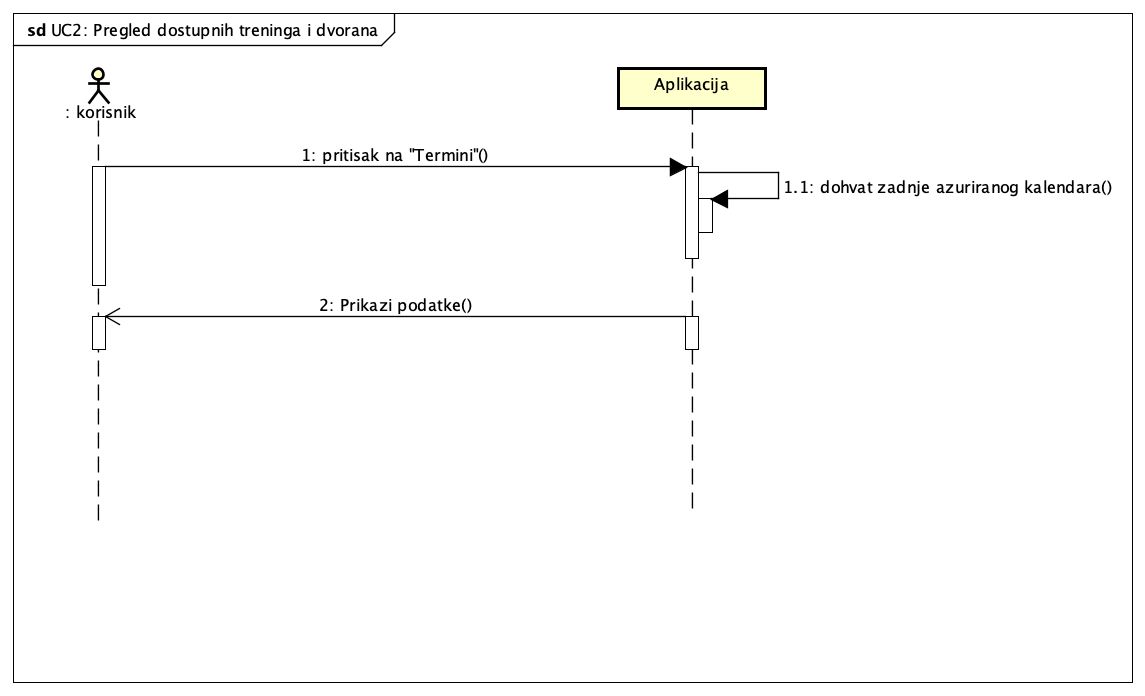 sd UC2: Pregled dostupnih treninga i dvorana
: korisnik
Aplikacija
1: pritisak na "Termini"()
1.1: dohvat zadnje azuriranog kalendara()
2: Prikazi podatke()